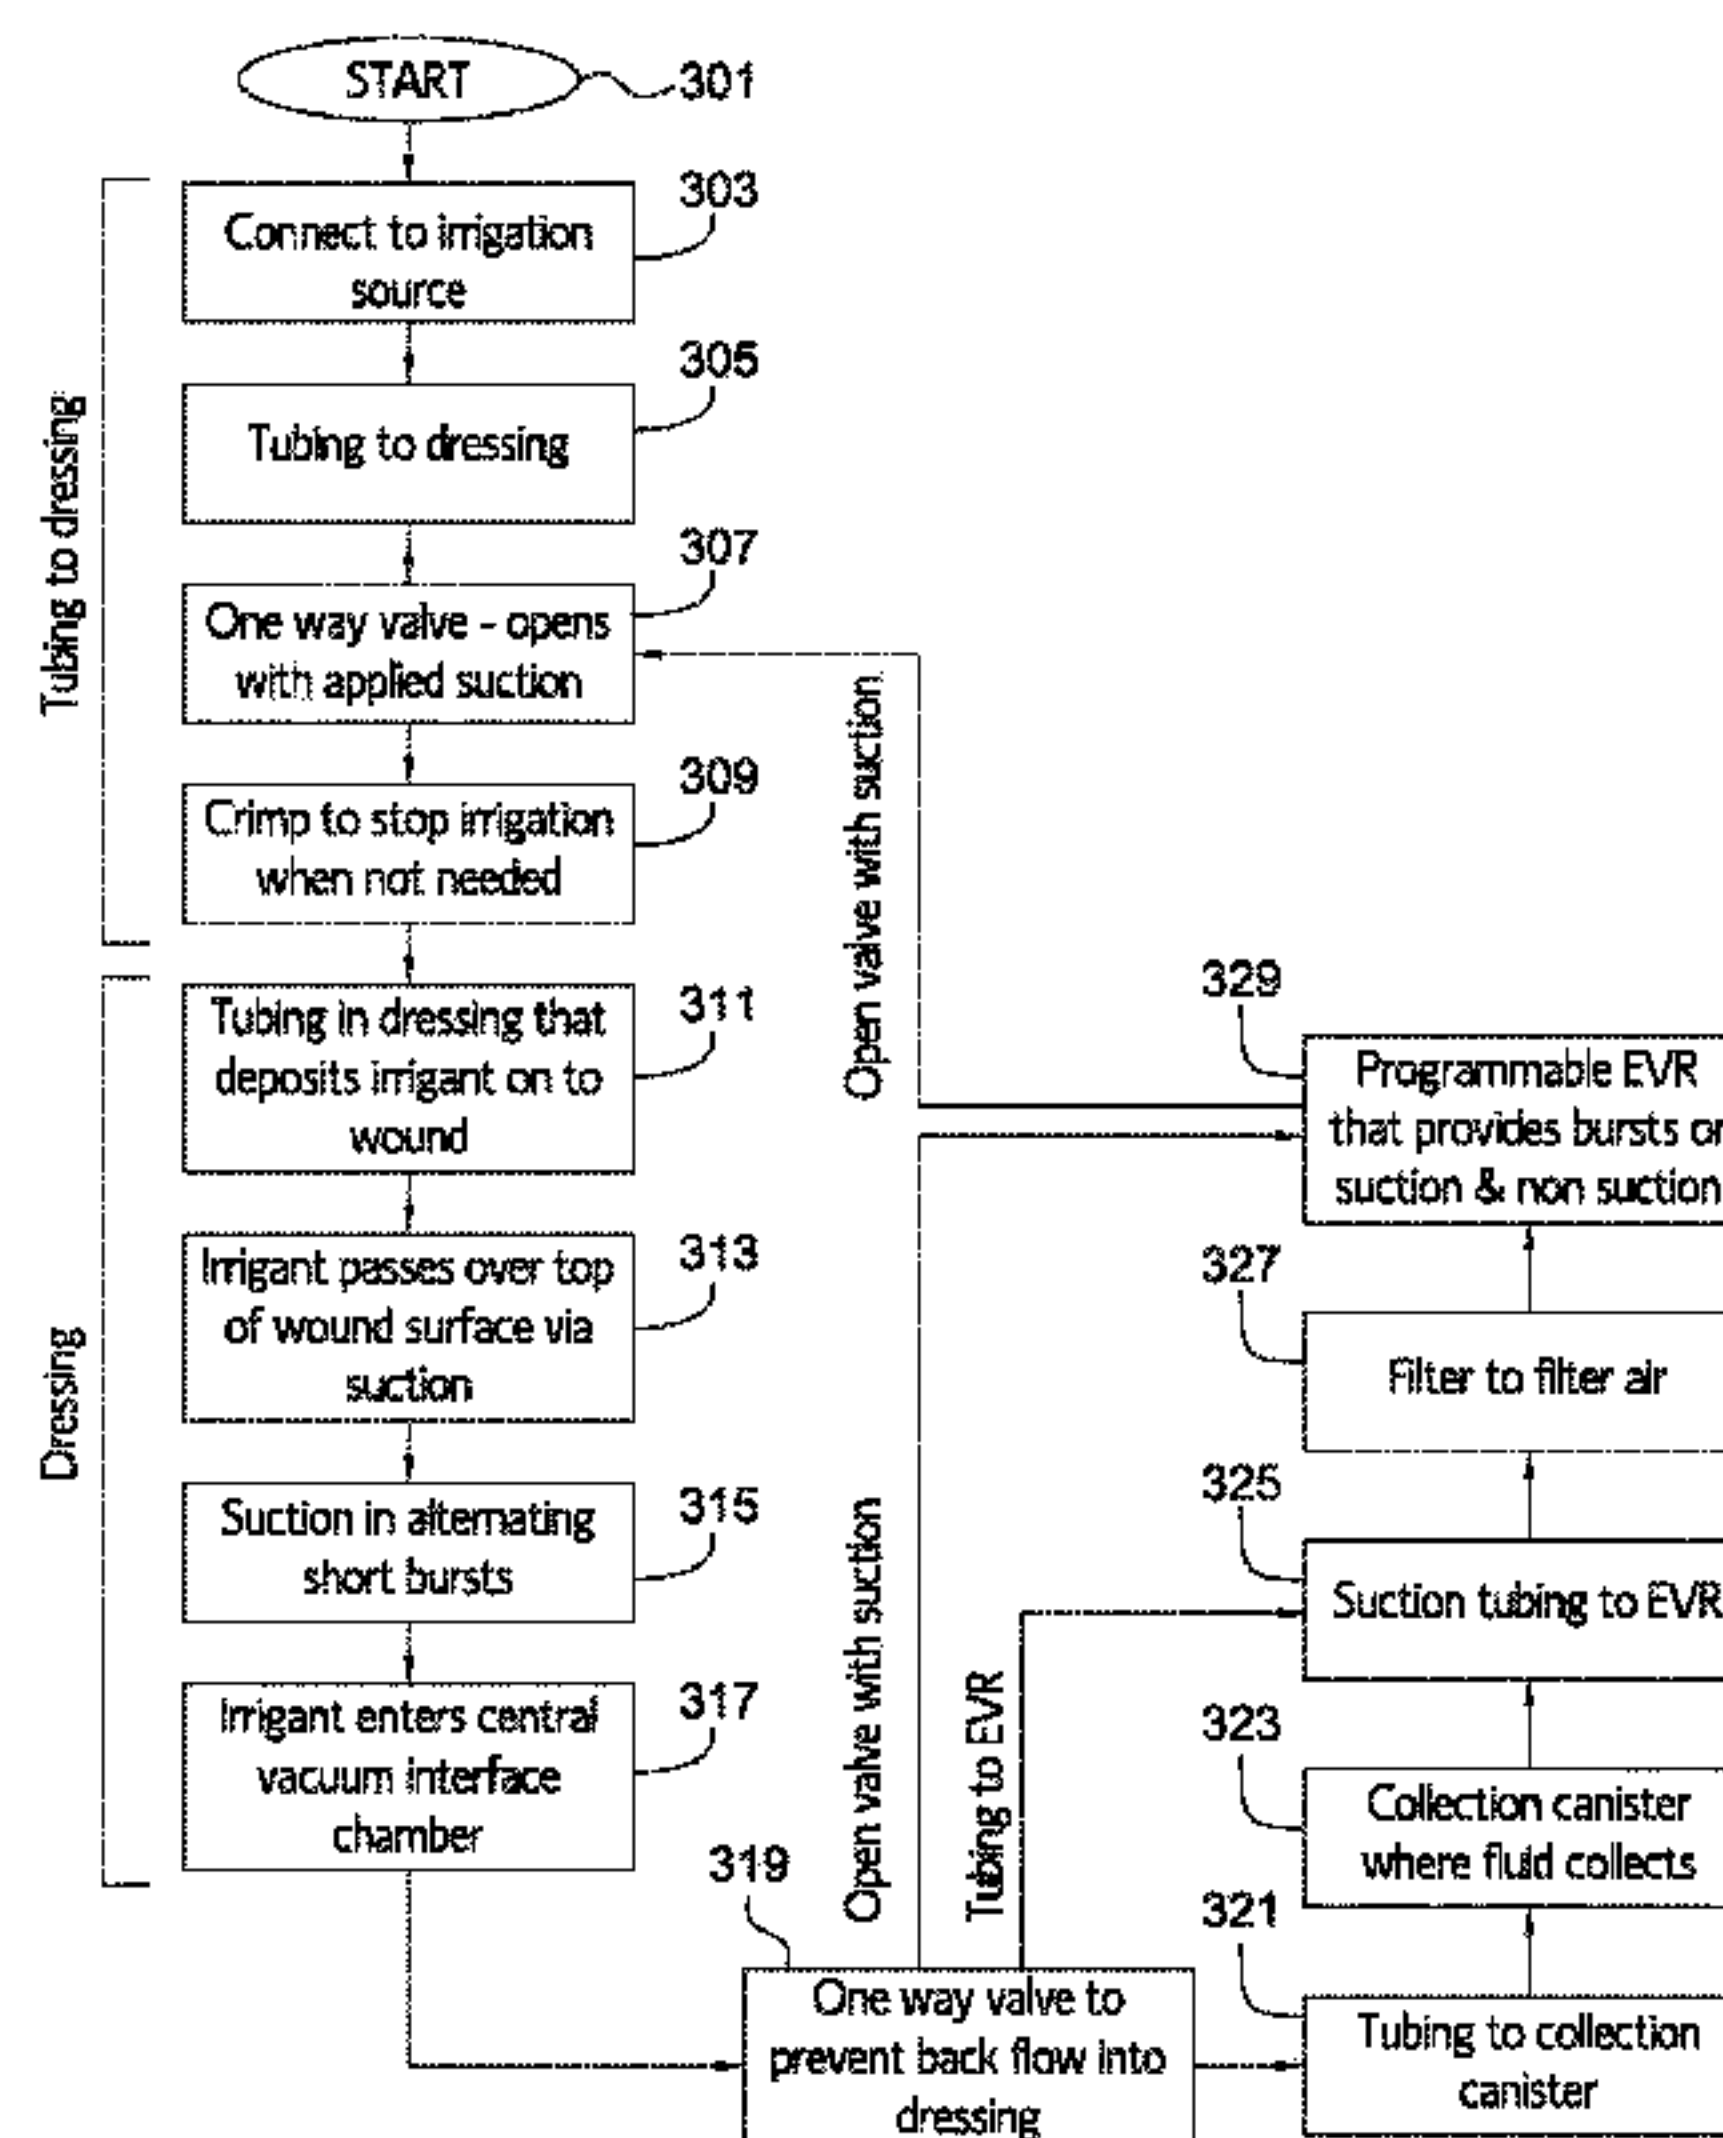 START
301
303
Connect to irrigation
source
305
Tubing to dressing
307
One way valve - opens
with applied suction
309
Crimp to stop irrigation
when not needed
Tubing to dressing
311
Tubing in dressing that
deposits irrigant on to
wound
313
Irrigant passes over top
of wound surface via
suction
315
Suction in alternating
short bursts
317
Irrigant enters central
vacuum interface
chamber
Dressing
Open valve with suction
Open valve with suction
Tubing to EVR
319
One way valve to
prevent back flow into
dressing
329
Programmable EVR
that provides bursts or
suction & non suction
327
Filter to filter air
325
Suction tubing to EVR
323
Collection canister
where fluid collects
321
Tubing to collection
canister